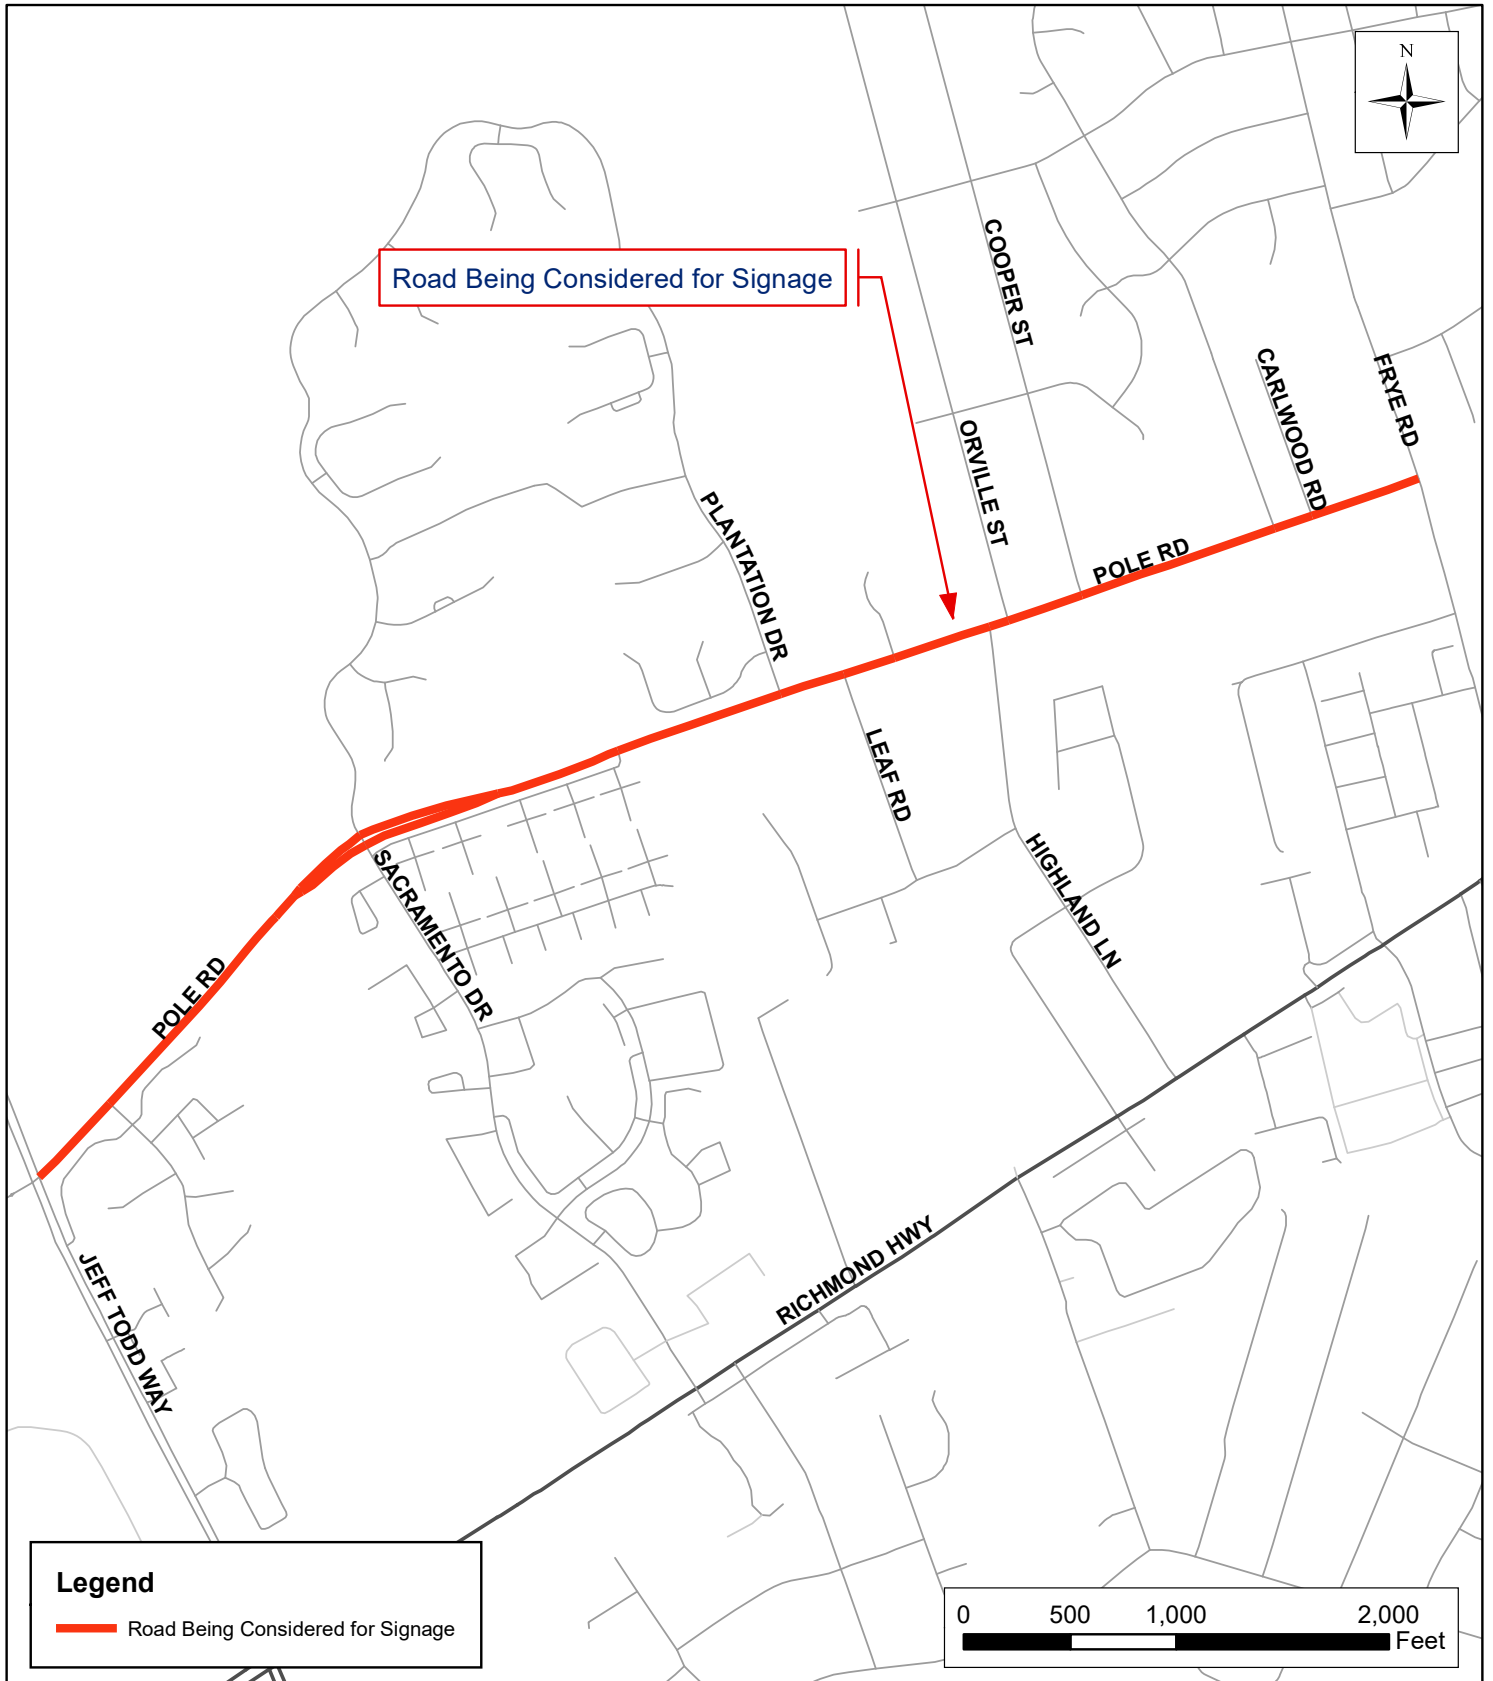 N
COOPER ST
Road Being Considered for Signage
CARLWOOD RD
FRYE RD
ORVILLE ST
PLANTATION DR
POLE RD
LEAF RD
SACRAMENTO DR
HIGHLAND LN
POLE RD
RICHMOND HWY
JEFF TODD WAY
Legend
Road Being Considered for Signage
0 500 1,000 2,000
Feet